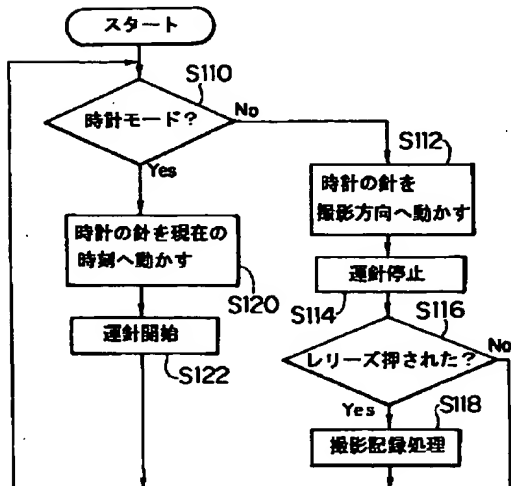 スタート
S110
時計モード?
No
Yes
S112
時計の針を
撮影方向へ動かす
時計の針を現在の
時刻へ動かす
S120
運針停止
S114
S116
運針開始
S122
レリーズ押された?
No
Yes
S118
撮影記録処理